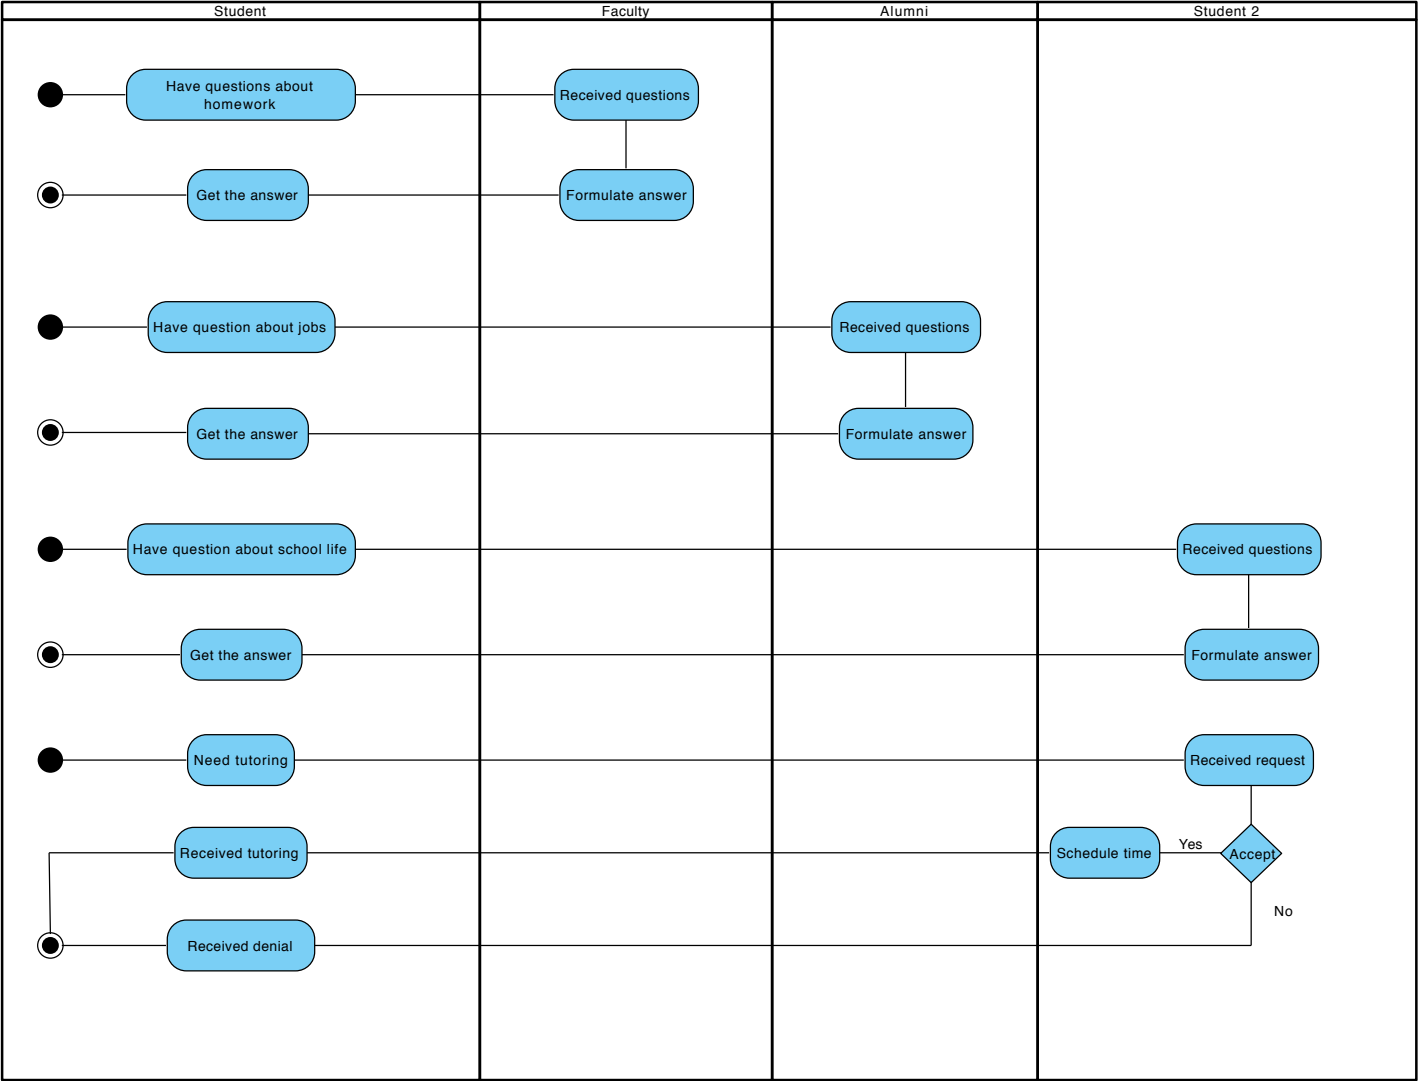 Student
Faculty
Alumni
Student 2
Have questions about
homework
Received questions
Get the answer
Formulate answer
Have question about jobs
Received questions
Get the answer
Formulate answer
Have question about school life
Received questions
Get the answer
Formulate answer
Need tutoring
Received request
Received tutoring
Schedule time
Yes
Accept
No
Received denial